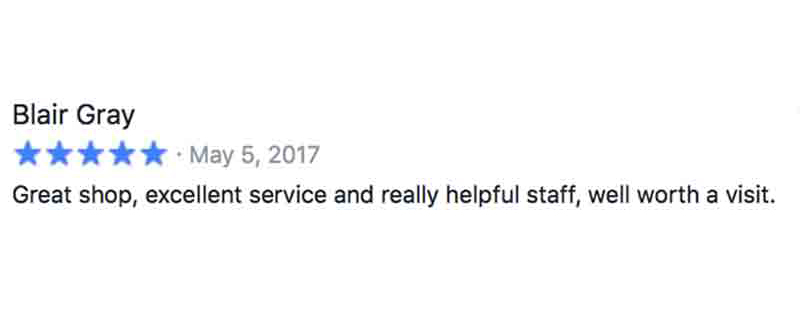 Blair Gray
★★★★★ · May 5, 2017
Great shop, excellent service and really helpful staff, well worth a visit.